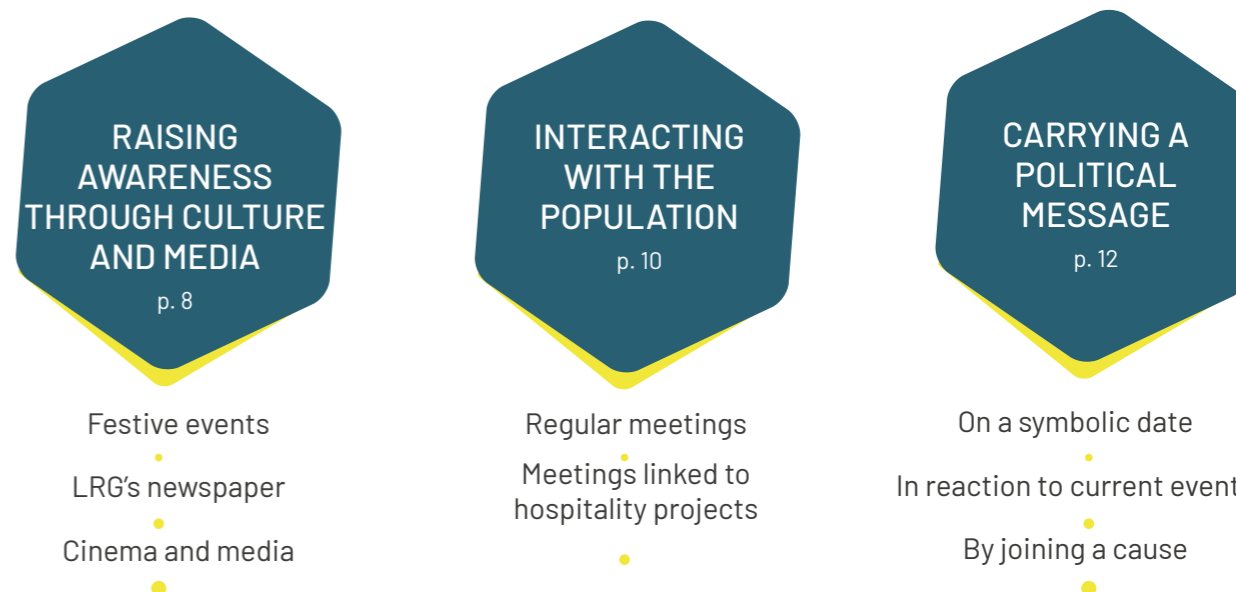 RAISING
AWARENESS
THROUGH CULTURE
AND MEDIA
p. 8
Festive events
LRG’s newspaper
Cinema and media
INTERACTING
WITH THE
POPULATION
p. 10
Regular meetings
Meetings linked to
hospitality projects
CARRYING A
POLITICAL
MESSAGE
p. 12
On a symbolic date
In reaction to current event
By joining a cause